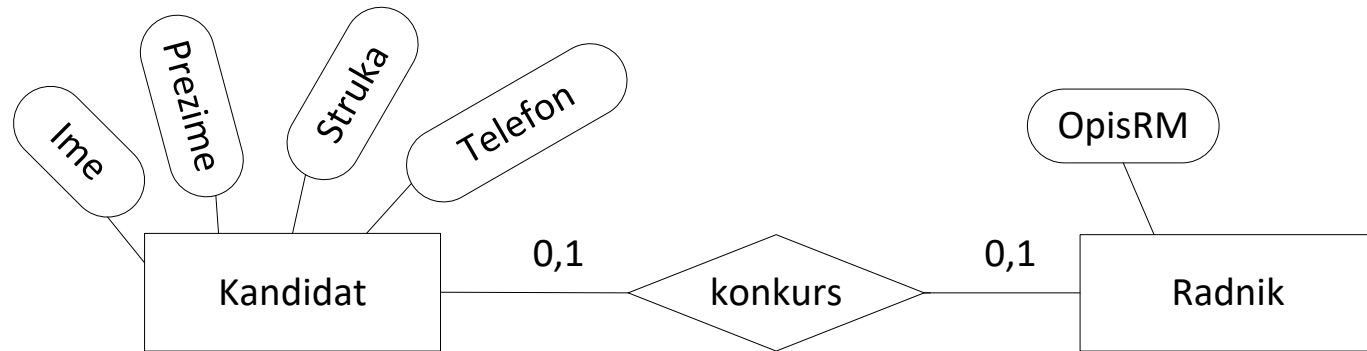 Ime
Prezime
Struka
Telefon
OpisRM
Kandidat
0,1
konkurs
0,1
Radnik